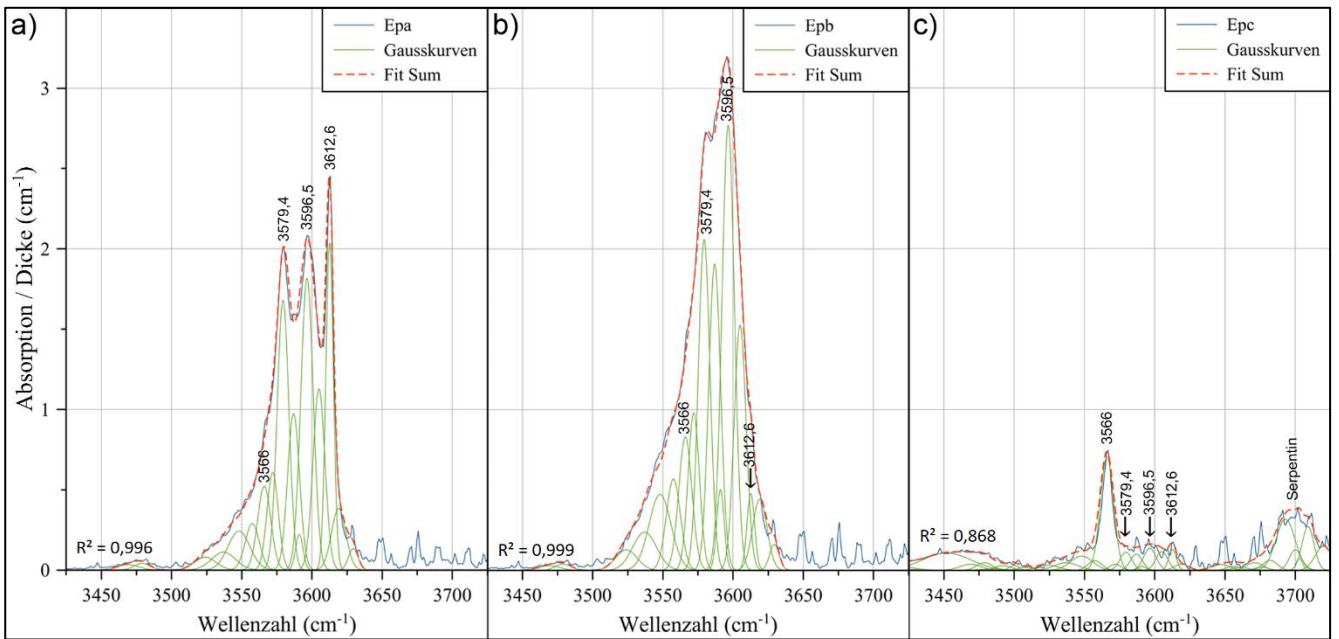 a)
Epa
Gausskurven
Fit Sum
3
2
1
0
Absorption / Dicke (cm⁻¹)
3566
3579,4
3596,5
3612,6
R² = 0,996
3450 3500 3550 3600 3650 3700
Wellenzahl (cm⁻¹)
b)
Epb
Gausskurven
Fit Sum
3566
3579,4
3596,5
3612,6
R² = 0,999
3450 3500 3550 3600 3650 3700
Wellenzahl (cm⁻¹)
c)
Epc
Gausskurven
Fit Sum
3566
3579,4
3596,5
3612,6
Serpentin
R² = 0,868
3450 3500 3550 3600 3650 3700
Wellenzahl (cm⁻¹)